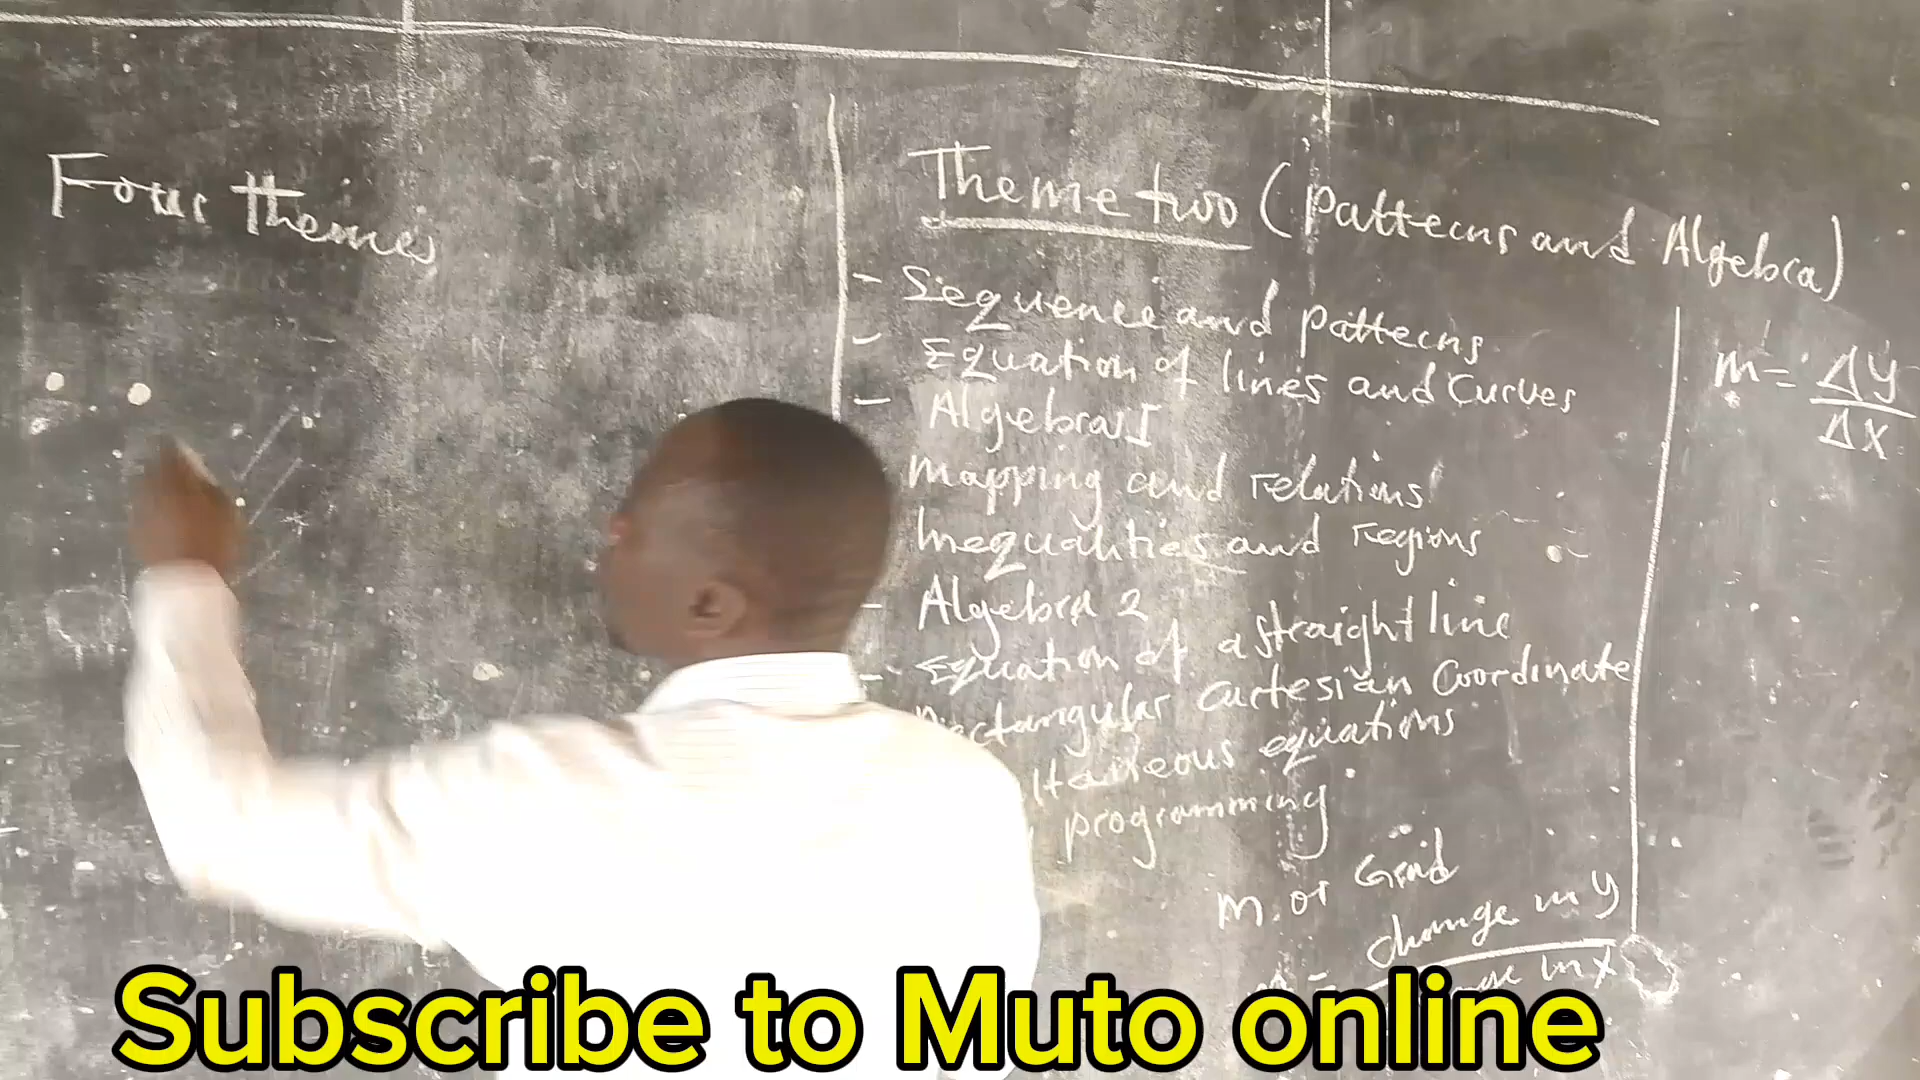 Four themes
Theme two (patterns and Algebra)
- Sequence and patterns
- Equation of lines and Curves
- Algebra I
mapping and relations
Inequalities and regions
- Algebra 2
- Equation of a straight line
Rectangular Cartesian Coordinate
equations
programming
m or Grad
= change in y
in x
m = Δy
Δx
Subscribe to Muto online